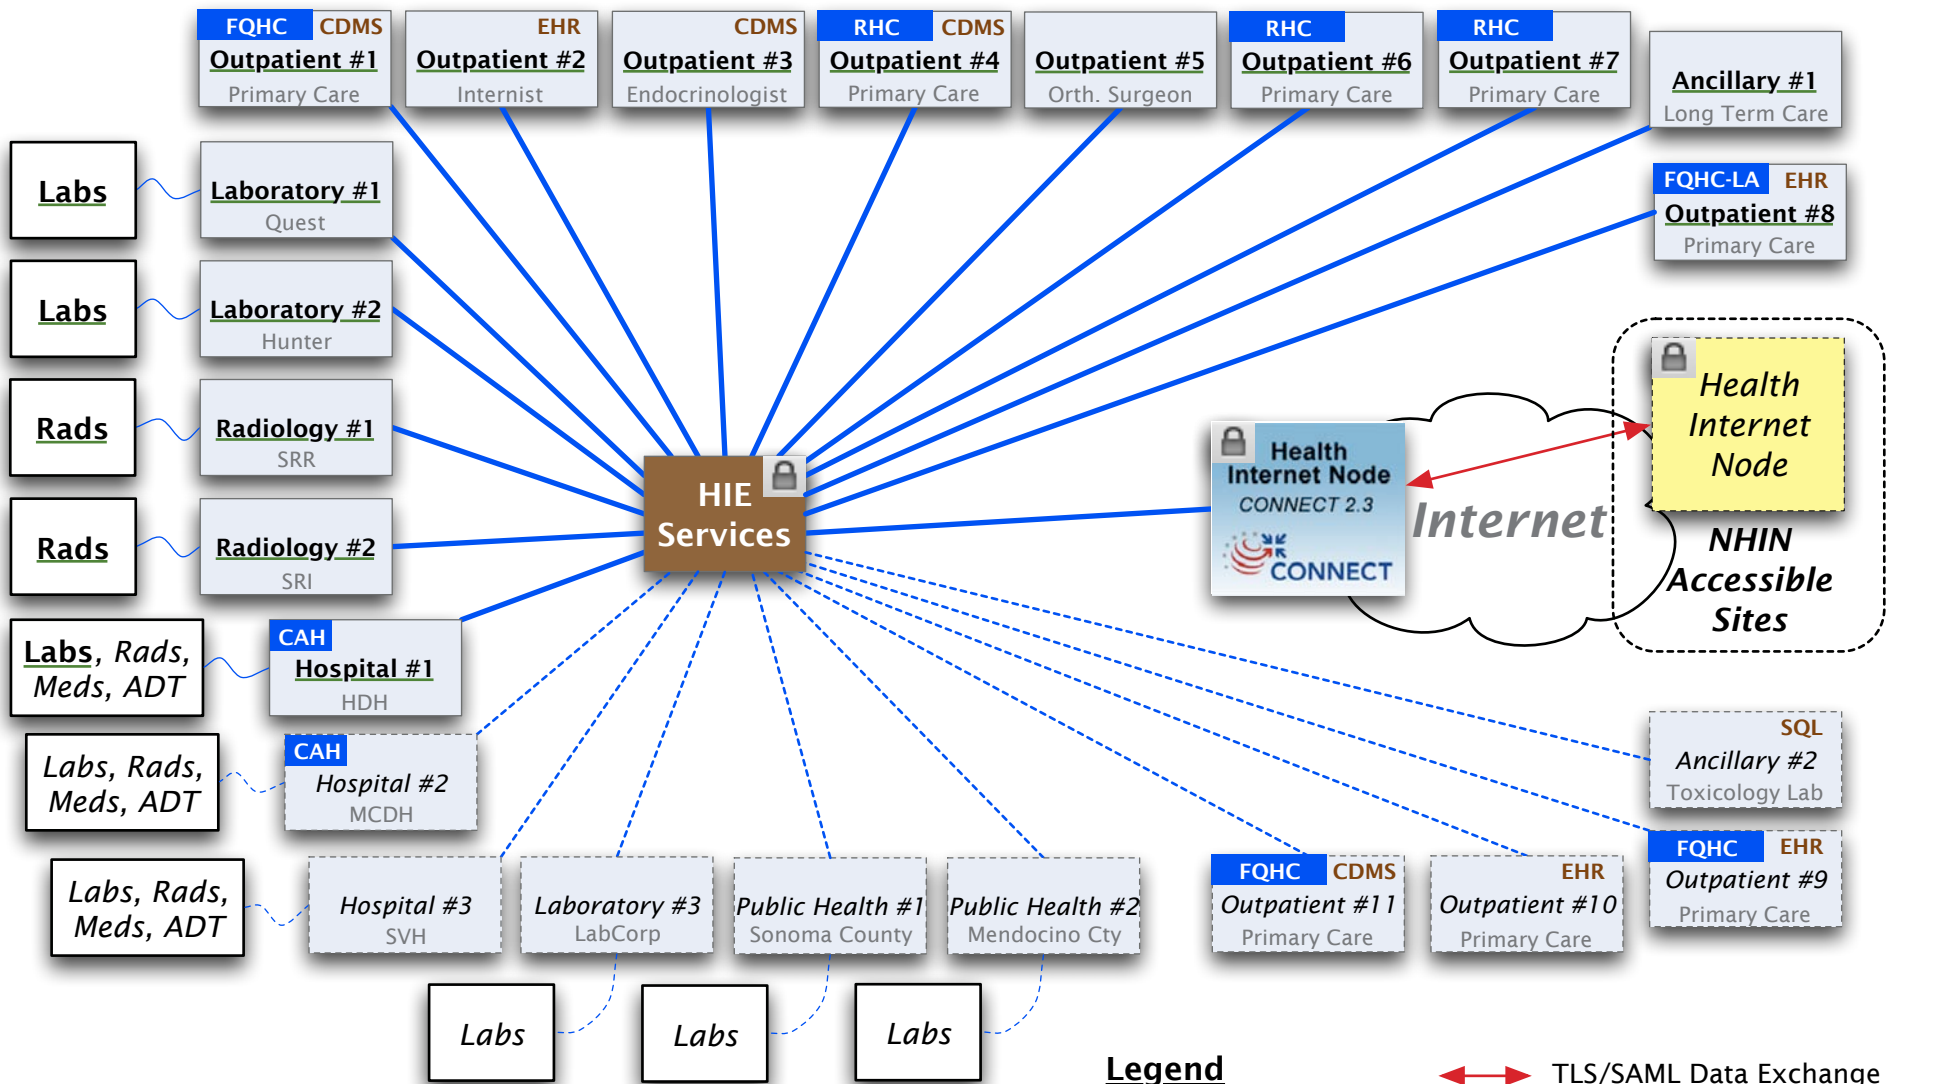 FQHC CDMS
Outpatient #1
Primary Care
EHR
Outpatient #2
Internist
CDMS
Outpatient #3
Endocrinologist
RHC CDMS
Outpatient #4
Primary Care
Outpatient #5
Orth. Surgeon
RHC
Outpatient #6
Primary Care
RHC
Outpatient #7
Primary Care
Ancillary #1
Long Term Care
Labs
Laboratory #1
Quest
FQHC-LA EHR
Outpatient #8
Primary Care
Labs
Laboratory #2
Hunter
Rads
Radiology #1
SRR
Rads
Radiology #2
SRI
HIE
Services
Health
Internet Node
CONNECT 2.3
CONNECT
Internet
Health
Internet
Node
NHIN
Accessible
Sites
Labs, Rads,
Meds, ADT
CAH
Hospital #1
HDH
Labs, Rads,
Meds, ADT
CAH
Hospital #2
MCDH
SQL
Ancillary #2
Toxicology Lab
Labs, Rads,
Meds, ADT
Hospital #3
SVH
Laboratory #3
LabCorp
Public Health #1
Sonoma County
Public Health #2
Mendocino Cty
FQHC CDMS
Outpatient #11
Primary Care
EHR
Outpatient #10
Primary Care
FQHC EHR
Outpatient #9
Primary Care
Labs
Labs
Labs
Legend
TLS/SAML Data Exchange